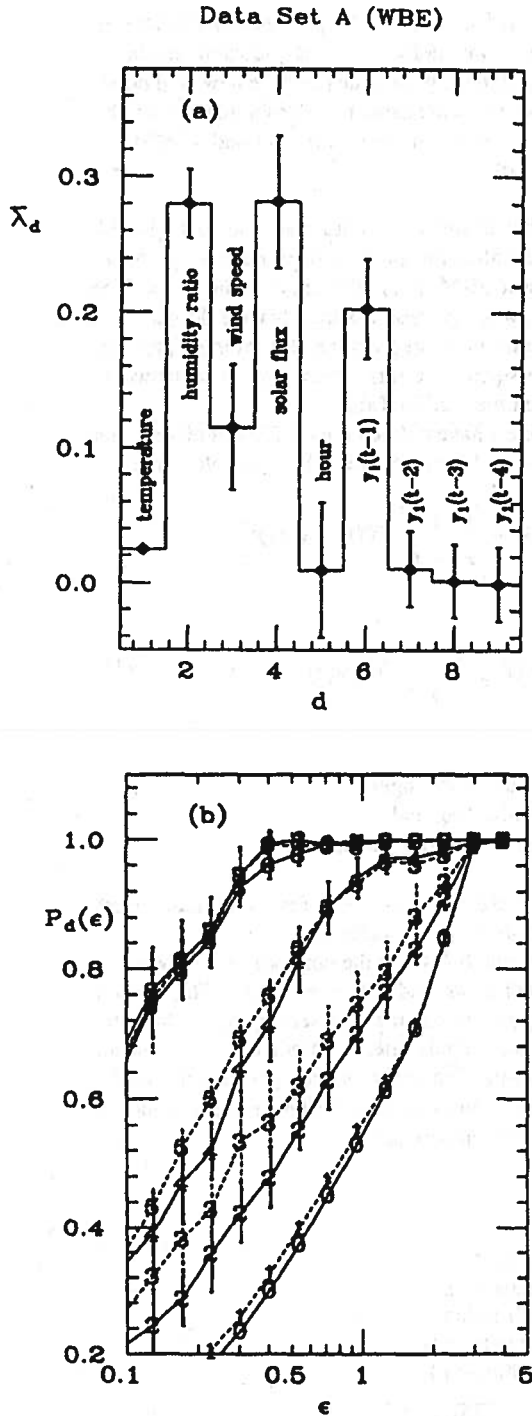 Data Set A (WBE)
(a)
0.3
0.2
0.1
0.0
λ̄_d
temperature
humidity ratio
wind speed
solar flux
hour
y₁(t-1)
y₁(t-2)
y₁(t-3)
y₁(t-4)
2 4 6 8
d
(b)
1.0
P_d(ϵ)
0.8
0.6
0.4
0.2
0.1 0.5 1 5
ϵ